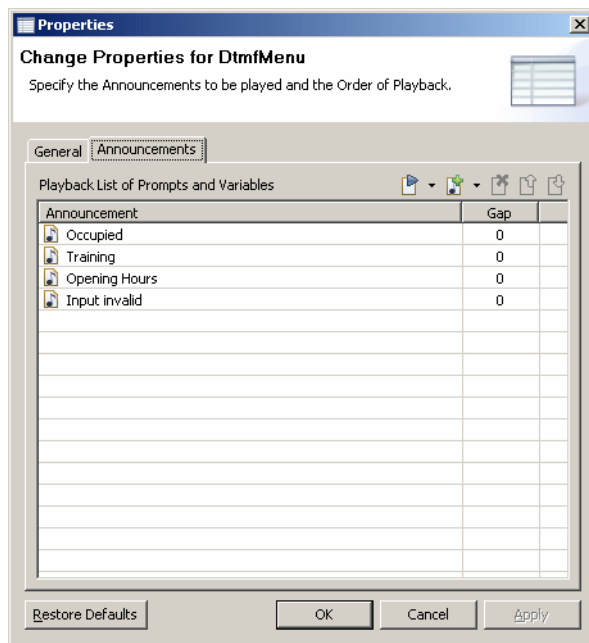 Properties
Change Properties for DtmfMenu
Specify the Announcements to be played and the Order of Playback.
General Announcements
Playback List of Prompts and Variables
Announcement Gap
Occupied 0
Training 0
Opening Hours 0
Input invalid 0
Restore Defaults OK Cancel Apply